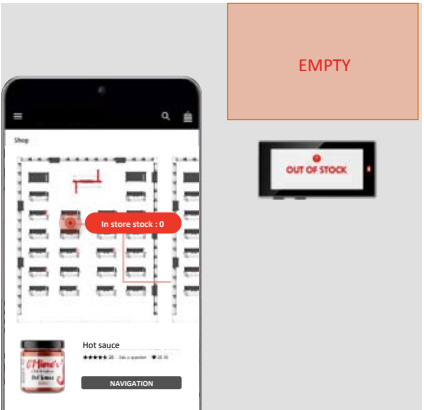 EMPTY
Shop
In store stock : 0
OUT OF STOCK
Hot sauce
NAVIGATION